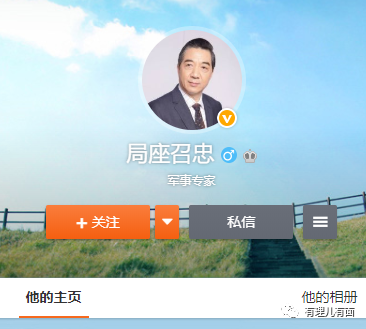 局座召忠
军事专家
+关注
私信
他的主页
他的相册
有理儿有面